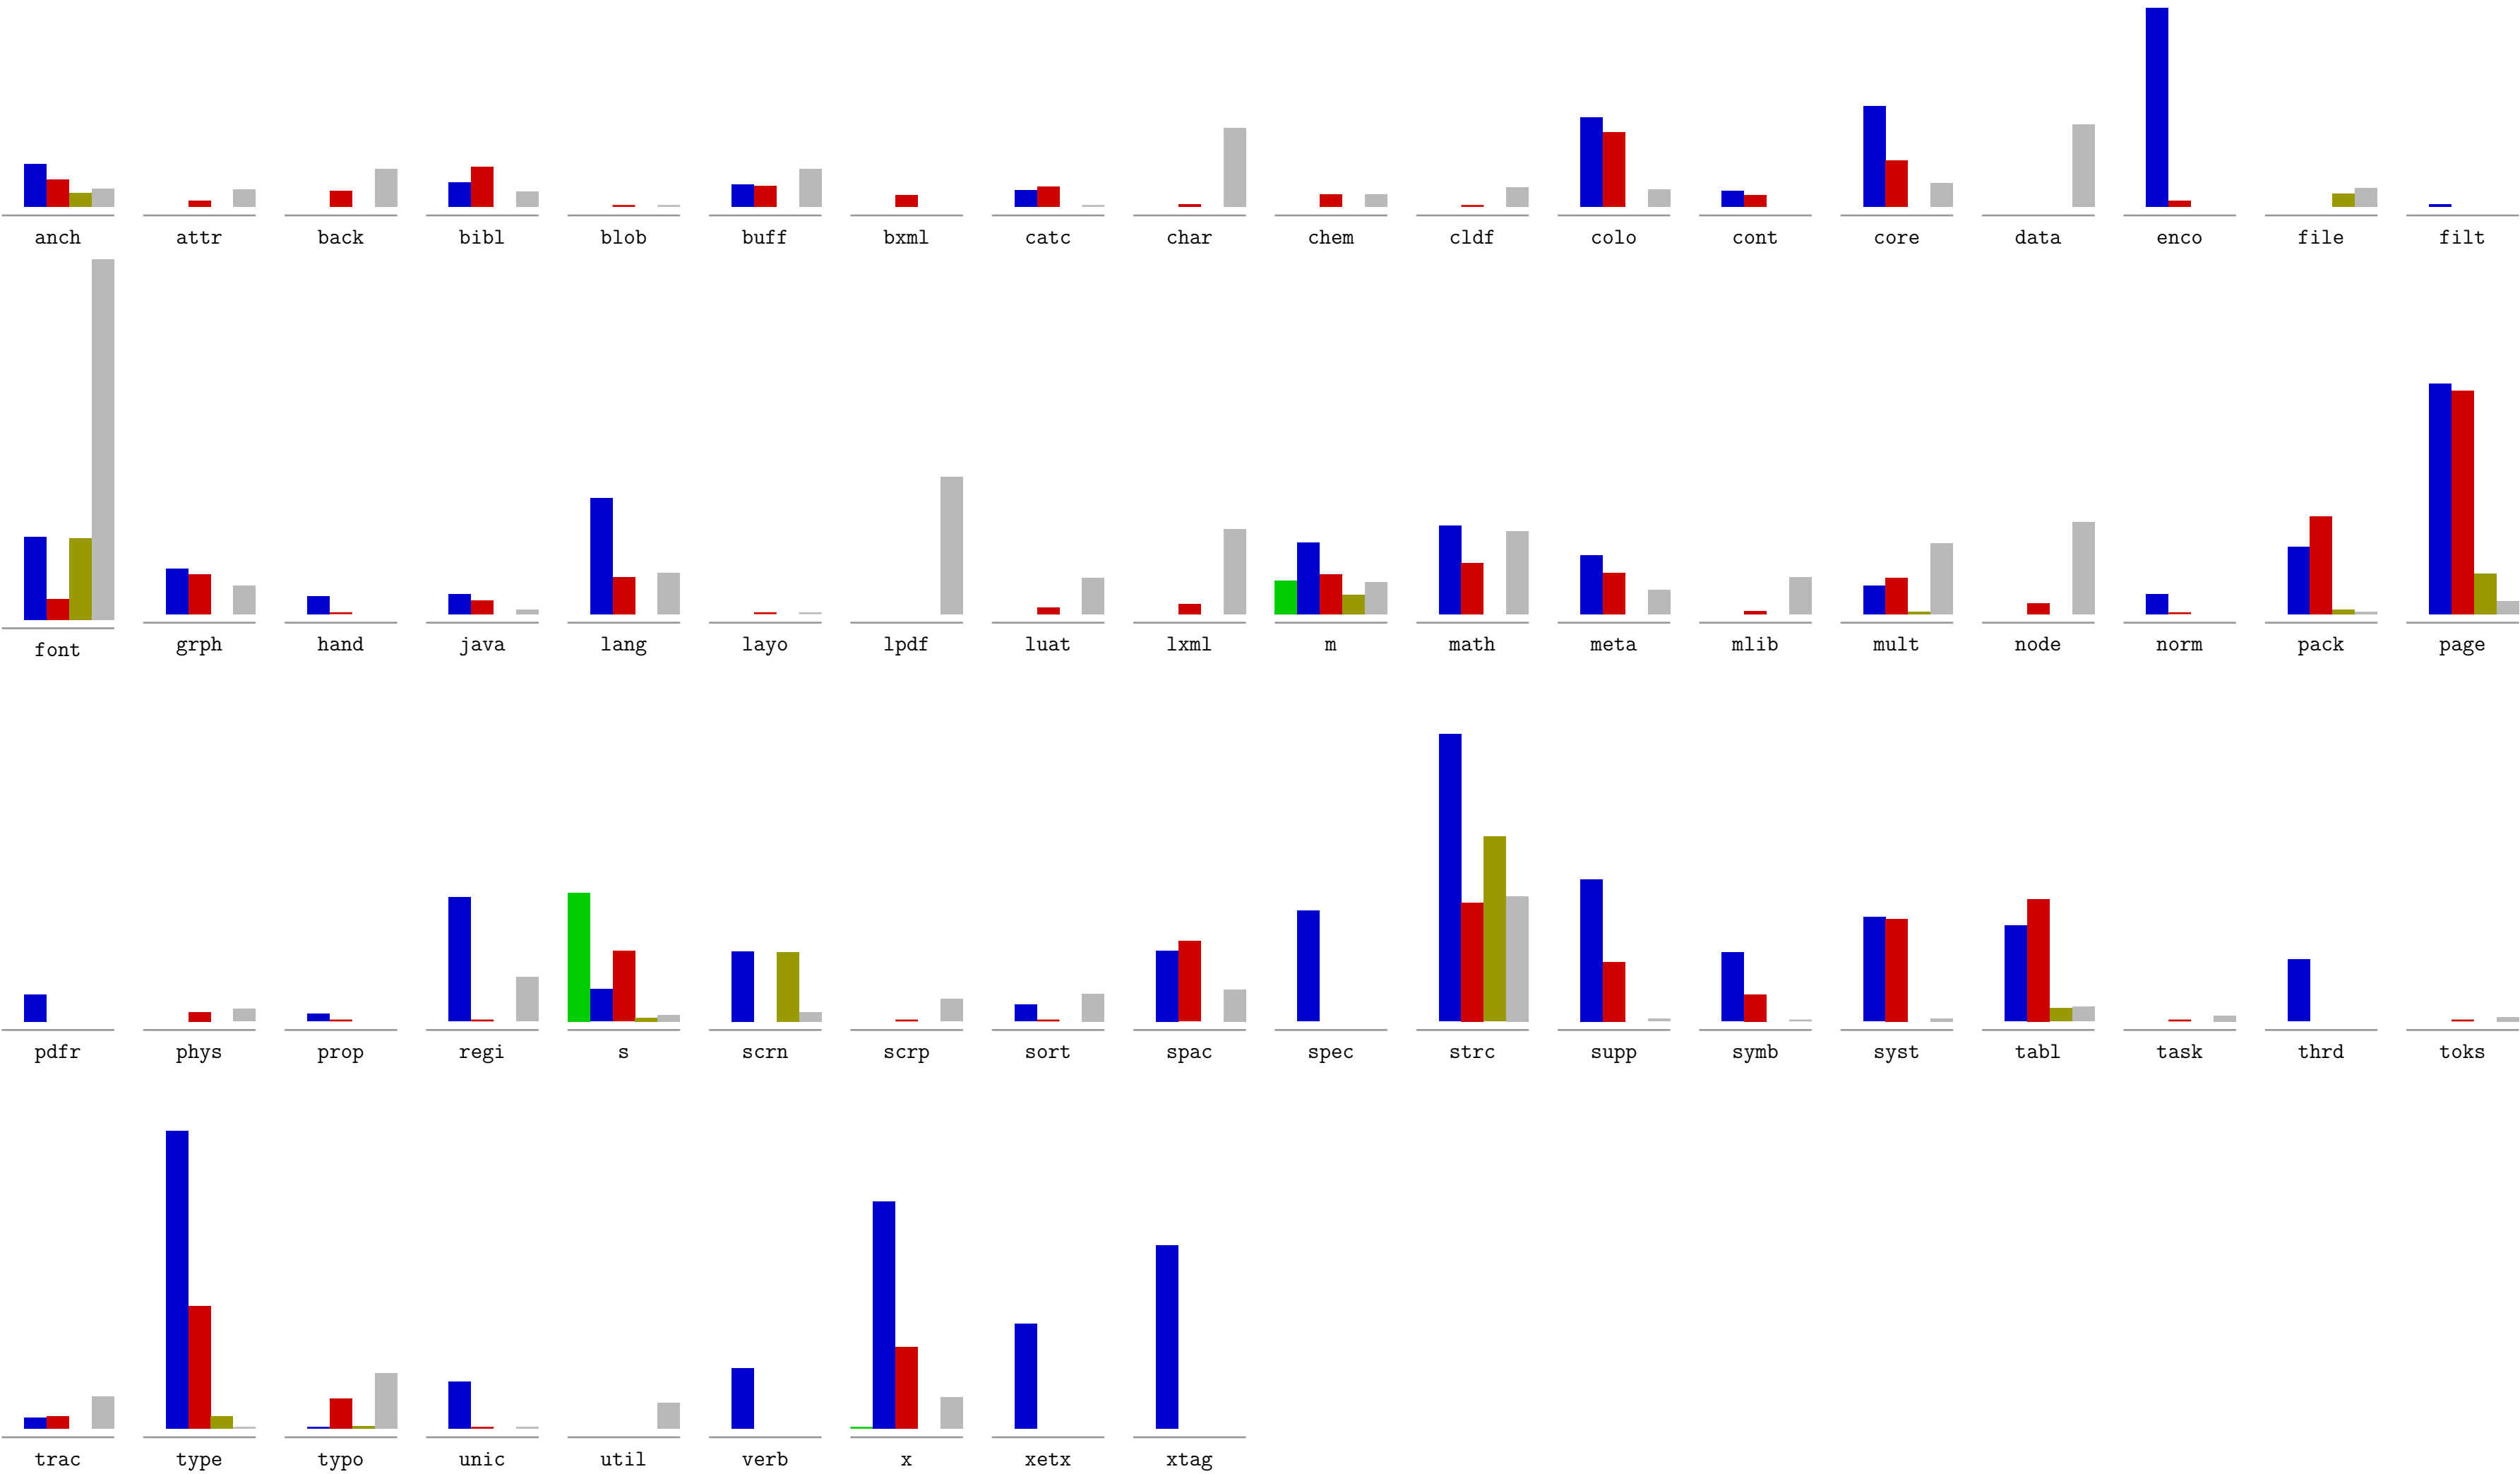 anch attr back bibl blob buff bxml catc char chem cldf colo cont core data enco file filt
font grph hand java lang layo lpdf luat lxml m math meta mlib mult node norm pack page
pdfr phys prop regi s scrn scrp sort spac spec strc supp symb syst tabl task thrd toks
trac type typo unic util verb x xetx xtag